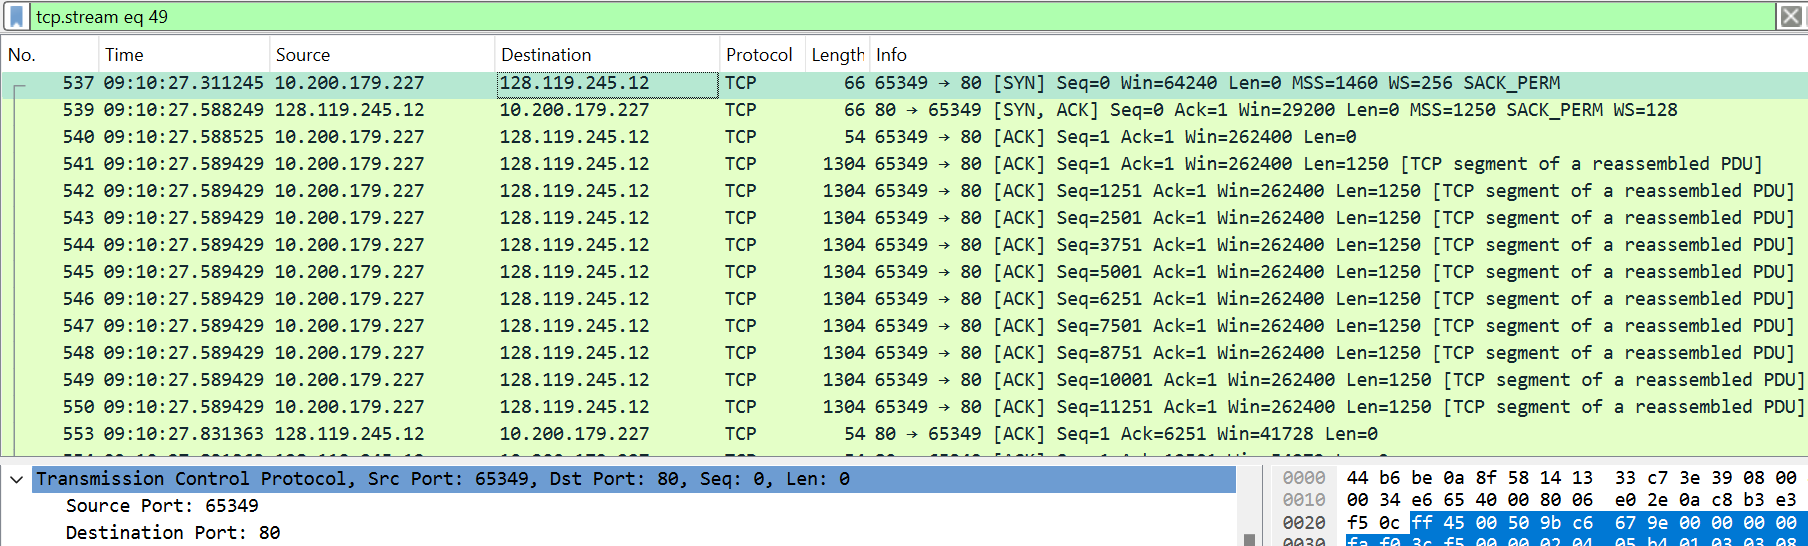 tcp.stream eq 49
No. Time Source Destination Protocol Length Info
537 09:10:27.311245 10.200.179.227 128.119.245.12 TCP 66 65349 → 80 [SYN] Seq=0 Win=64240 Len=0 MSS=1460 WS=256 SACK_PERM
539 09:10:27.588249 128.119.245.12 10.200.179.227 TCP 66 80 → 65349 [SYN, ACK] Seq=0 Ack=1 Win=29200 Len=0 MSS=1250 SACK_PERM WS=128
540 09:10:27.588525 10.200.179.227 128.119.245.12 TCP 54 65349 → 80 [ACK] Seq=1 Ack=1 Win=262400 Len=0
541 09:10:27.589429 10.200.179.227 128.119.245.12 TCP 1304 65349 → 80 [ACK] Seq=1 Ack=1 Win=262400 Len=1250 [TCP segment of a reassembled PDU]
542 09:10:27.589429 10.200.179.227 128.119.245.12 TCP 1304 65349 → 80 [ACK] Seq=1251 Ack=1 Win=262400 Len=1250 [TCP segment of a reassembled PDU]
543 09:10:27.589429 10.200.179.227 128.119.245.12 TCP 1304 65349 → 80 [ACK] Seq=2501 Ack=1 Win=262400 Len=1250 [TCP segment of a reassembled PDU]
544 09:10:27.589429 10.200.179.227 128.119.245.12 TCP 1304 65349 → 80 [ACK] Seq=3751 Ack=1 Win=262400 Len=1250 [TCP segment of a reassembled PDU]
545 09:10:27.589429 10.200.179.227 128.119.245.12 TCP 1304 65349 → 80 [ACK] Seq=5001 Ack=1 Win=262400 Len=1250 [TCP segment of a reassembled PDU]
546 09:10:27.589429 10.200.179.227 128.119.245.12 TCP 1304 65349 → 80 [ACK] Seq=6251 Ack=1 Win=262400 Len=1250 [TCP segment of a reassembled PDU]
547 09:10:27.589429 10.200.179.227 128.119.245.12 TCP 1304 65349 → 80 [ACK] Seq=7501 Ack=1 Win=262400 Len=1250 [TCP segment of a reassembled PDU]
548 09:10:27.589429 10.200.179.227 128.119.245.12 TCP 1304 65349 → 80 [ACK] Seq=8751 Ack=1 Win=262400 Len=1250 [TCP segment of a reassembled PDU]
549 09:10:27.589429 10.200.179.227 128.119.245.12 TCP 1304 65349 → 80 [ACK] Seq=10001 Ack=1 Win=262400 Len=1250 [TCP segment of a reassembled PDU]
550 09:10:27.589429 10.200.179.227 128.119.245.12 TCP 1304 65349 → 80 [ACK] Seq=11251 Ack=1 Win=262400 Len=1250 [TCP segment of a reassembled PDU]
553 09:10:27.831363 128.119.245.12 10.200.179.227 TCP 54 80 → 65349 [ACK] Seq=1 Ack=6251 Win=41728 Len=0
Transmission Control Protocol, Src Port: 65349, Dst Port: 80, Seq: 0, Len: 0
Source Port: 65349
Destination Port: 80
0000 44 b6 be 0a 8f 58 14 13 33 c7 3e 39 08 00
0010 00 34 e6 65 40 00 80 06 e0 2e 0a c8 b3 e3
0020 f5 0c ff 45 00 50 9b c6 67 9e 00 00 00 00
0030 fa f0 3c f5 00 00 02 04 05 b4 01 03 03 08